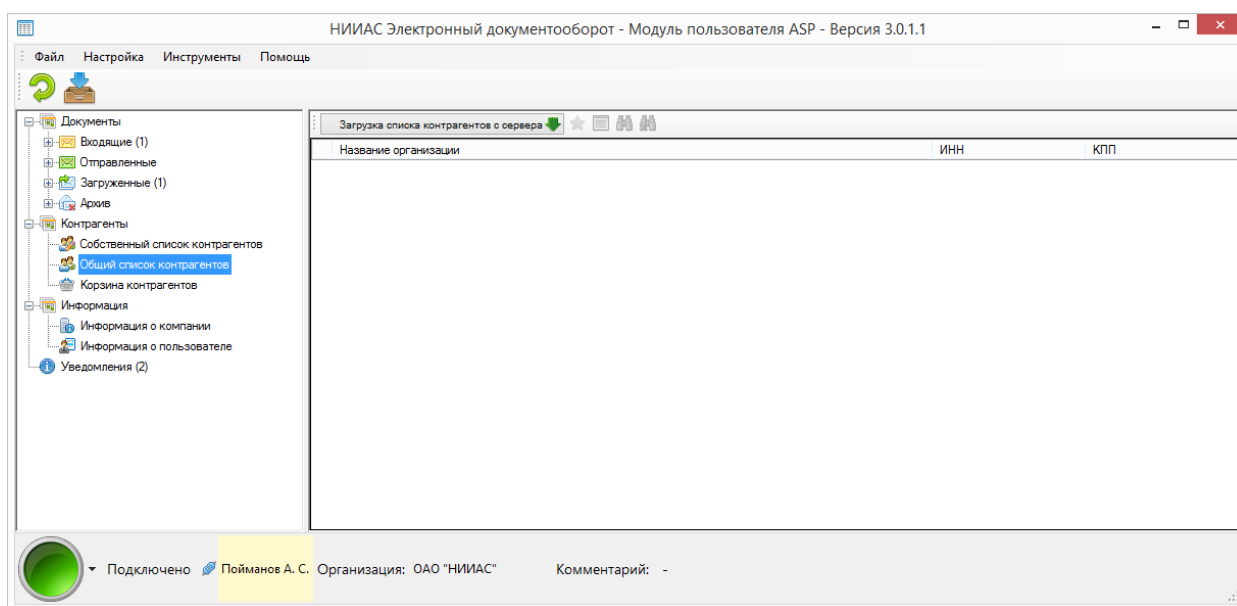 НИИАС Электронный документооборот - Модуль пользователя ASP - Версия 3.0.1.1
Файл Настройка Инструменты Помощь
Документы
Входящие (1)
Отправленные
Загруженные (1)
Архив
Контрагенты
Собственный список контрагентов
Общий список контрагентов
Корзина контрагентов
Информация
Информация о компании
Информация о пользователе
Уведомления (2)
Загрузка списка контрагентов с сервера
Название организации ИНН КПП
Подключено Пойманов А. С. Организация: ОАО "НИИАС" Комментарий: -